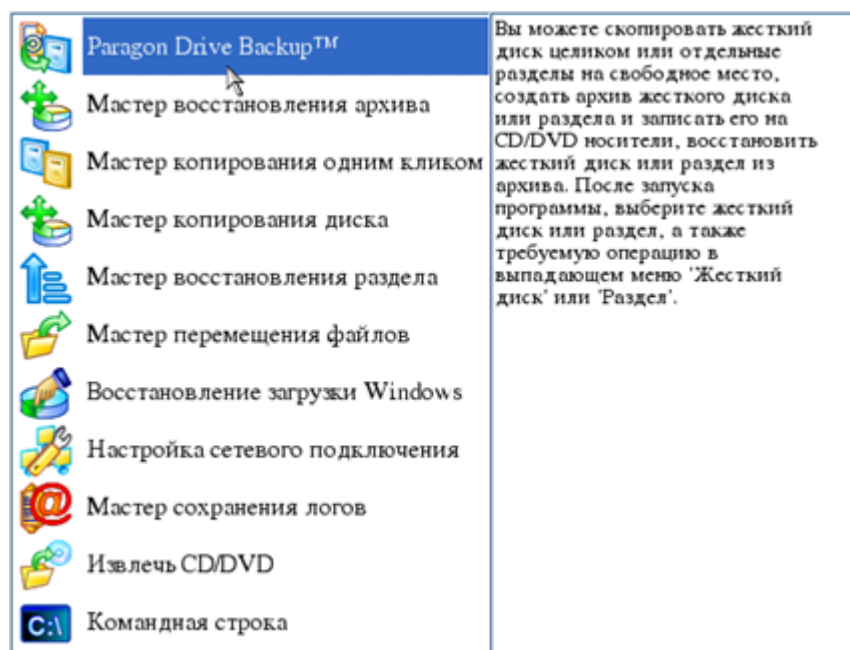 Paragon Drive Backup™
Мастер восстановления архива
Мастер копирования одним кликом
Мастер копирования диска
Мастер восстановления раздела
Мастер перемещения файлов
Восстановление загрузки Windows
Настройка сетевого подключения
Мастер сохранения логов
Извлечь CD/DVD
C:\
Командная строка
Вы можете скопировать жесткий
диск целиком или отдельные
разделы на свободное место,
создать архив жесткого диска
или раздела и записать его на
CD/DVD носители, восстановить
жесткий диск или раздел из
архива. После запуска
программы, выберите жесткий
диск или раздел, а также
требуемую операцию в
выпадающем меню 'Жесткий
диск' или 'Раздел'.